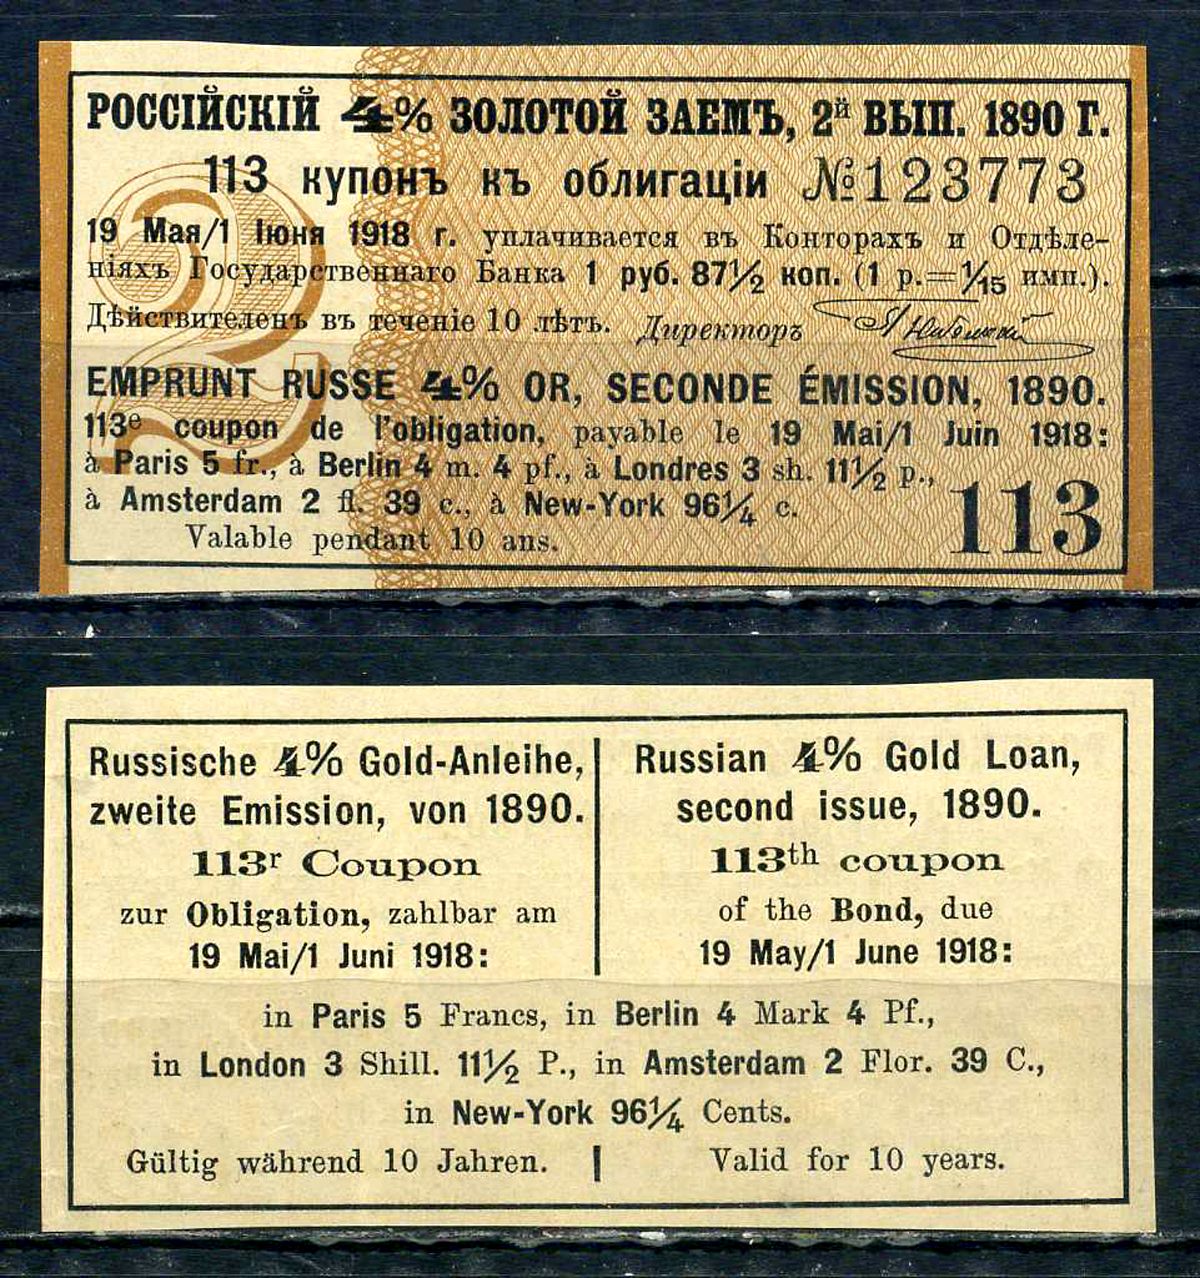 РОССІЙСКІЙ 4% ЗОЛОТОЙ ЗАЕМЪ, 2й ВЫП. 1890 Г.
113 купонъ къ облигаціи №123773
19 Мая/1 Іюня 1918 г. уплачивается въ Конторахъ и Отдѣле-
ніяхъ Государственнаго Банка 1 руб. 87½ коп. (1 р.=1/15 имп.).
Дѣйствителенъ въ теченіе 10 лѣтъ. Директоръ
2
EMPRUNT RUSSE 4% OR, SECONDE ÉMISSION, 1890.
113e coupon de l'obligation, payable le 19 Mai/1 Juin 1918:
à Paris 5 fr., à Berlin 4 m. 4 pf., à Londres 3 sh. 11½ p.,
à Amsterdam 2 fl. 39 c., à New-York 96¼ c.
Valable pendant 10 ans.
113
Russische 4% Gold-Anleihe,
zweite Emission, von 1890.
113r Coupon
zur Obligation, zahlbar am
19 Mai/1 Juni 1918:
Russian 4% Gold Loan,
second issue, 1890.
113th coupon
of the Bond, due
19 May/1 June 1918:
in Paris 5 Francs, in Berlin 4 Mark 4 Pf.,
in London 3 Shill. 11½ P., in Amsterdam 2 Flor. 39 C.,
in New-York 96¼ Cents.
Gültig während 10 Jahren.
Valid for 10 years.